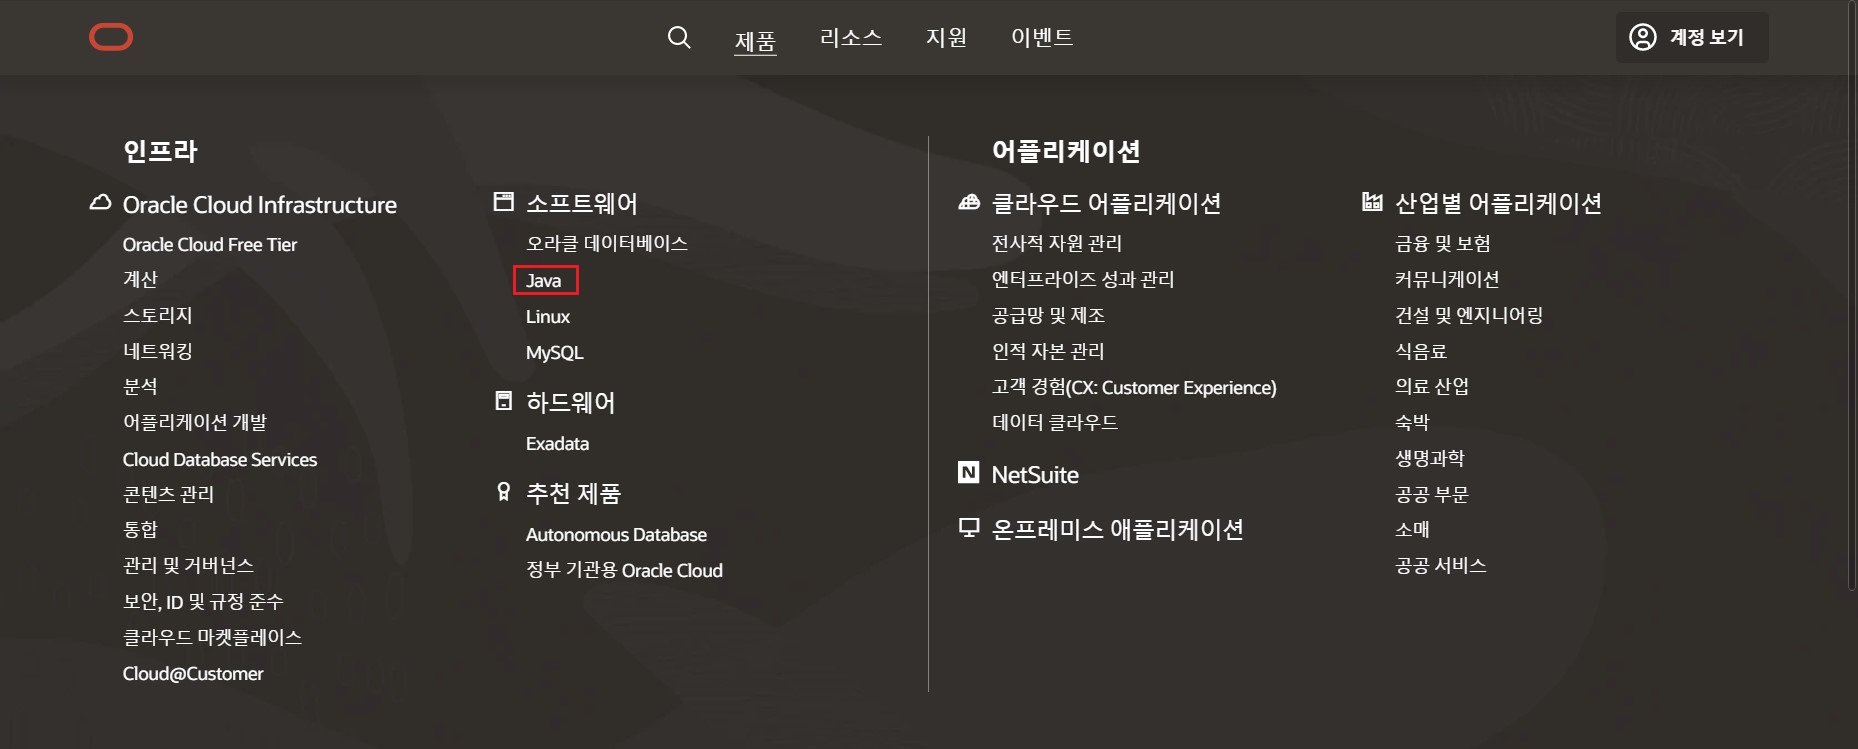 제품
리소스
지원
이벤트
계정 보기
인프라
Oracle Cloud Infrastructure
Oracle Cloud Free Tier
계산
스토리지
네트워킹
분석
어플리케이션 개발
Cloud Database Services
콘텐츠 관리
통합
관리 및 거버넌스
보안, ID 및 규정 준수
클라우드 마켓플레이스
Cloud@Customer
소프트웨어
오라클 데이터베이스
Java
Linux
MySQL
하드웨어
Exadata
추천 제품
Autonomous Database
정부 기관용 Oracle Cloud
어플리케이션
클라우드 어플리케이션
전사적 자원 관리
엔터프라이즈 성과 관리
공급망 및 제조
인적 자본 관리
고객 경험(CX: Customer Experience)
데이터 클라우드
N NetSuite
온프레미스 애플리케이션
산업별 어플리케이션
금융 및 보험
커뮤니케이션
건설 및 엔지니어링
식음료
의료 산업
숙박
생명과학
공공 부문
소매
공공 서비스